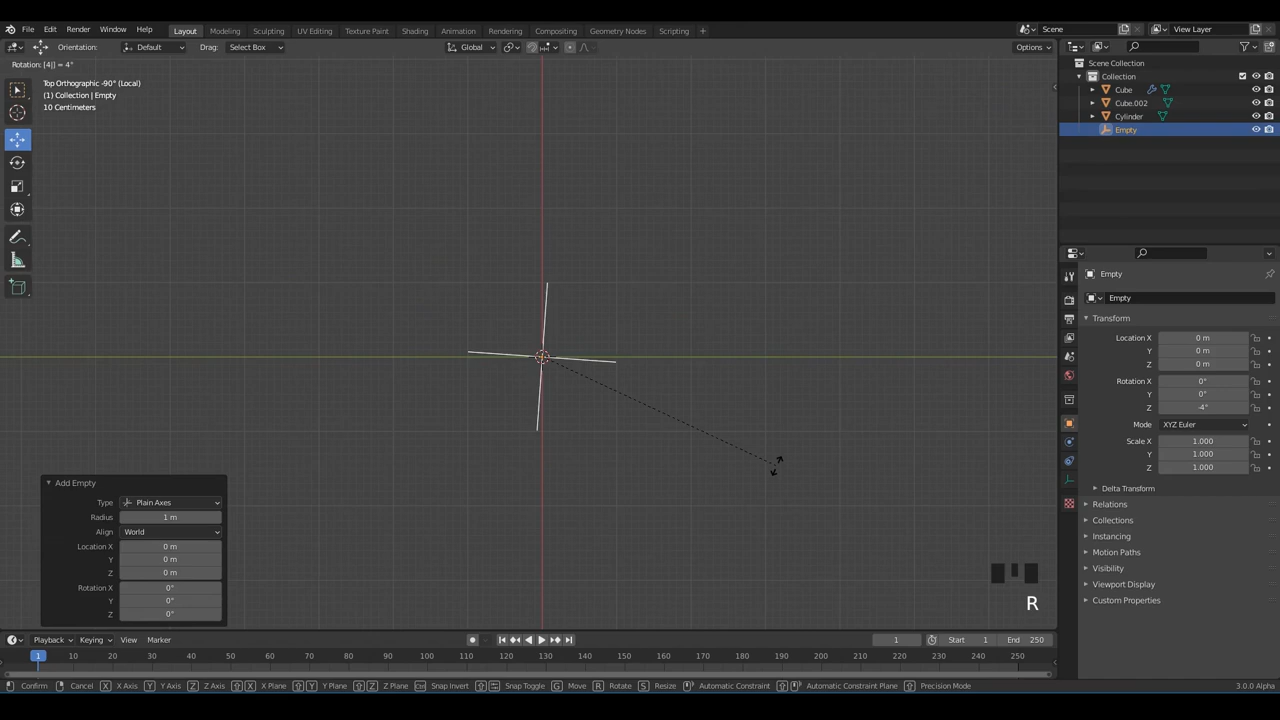 File Edit Render Window Help Layout Modeling Sculpting UV Editing Texture Paint Shading Animation Rendering Compositing Geometry Nodes Scripting Scene View Layer
Orientation: Default Drag: Select Box Global Options
Rotation: [4|] = 4°
Top Orthographic -90° (Local)
(1) Collection | Empty
10 Centimeters
Scene Collection
Collection
Cube
Cube.002
Cylinder
Empty
Empty
Empty
Transform
Location X 0 m
Y 0 m
Z 0 m
Rotation X 0°
Y 0°
Z -4°
Mode XYZ Euler
Scale X 1.000
Y 1.000
Z 1.000
Delta Transform
Relations
Collections
Instancing
Motion Paths
Visibility
Viewport Display
Custom Properties
Add Empty
Type Plain Axes
Radius 1 m
Align World
Location X 0 m
Y 0 m
Z 0 m
Rotation X 0°
Y 0°
Z 0°
R
Playback Keying View Marker 1 Start 1 End 250
1 10 20 30 40 50 60 70 80 90 100 110 120 130 140 150 160 170 180 190 200 210 220 230 240 250
Confirm Cancel X X Axis Y Y Axis Z Z Axis X X Plane Y Y Plane Z Z Plane Snap Invert Snap Toggle G Move R Rotate S Resize Automatic Constraint Automatic Constraint Plane Precision Mode 3.0.0 Alpha